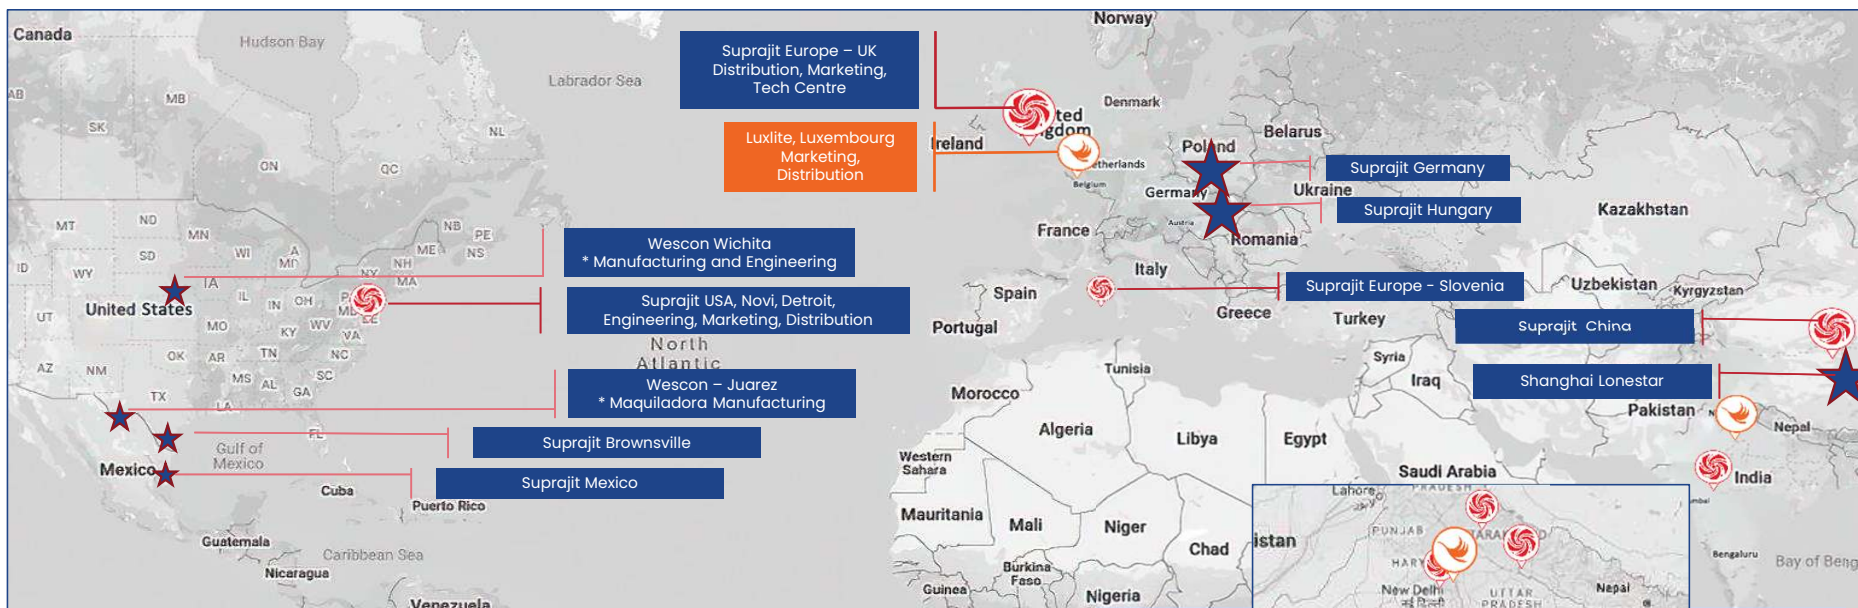 Canada
Hudson Bay
Labrador Sea
Norway
Suprajit Europe – UK
Distribution, Marketing,
Tech Centre
Denmark
AB
MB
SK
NL
ON
QC
Ireland
Luxlite, Luxembourg
Marketing,
Distribution
Belarus
Poland
Belgium
Germany
Suprajit Germany
Ukraine
Suprajit Hungary
Kazakhstan
MT
ND
MN
NB
PE
ME
NS
France
Austria
Romania
Wescon Wichita
* Manufacturing and Engineering
ID
WY
SD
WI
NH
NY
MA
IA
Spain
Italy
Suprajit Europe - Slovenia
Uzbekistan
Kyrgyzstan
United States
IL
IN
OH
Suprajit USA, Novi, Detroit,
Engineering, Marketing, Distribution
UT
MO
KY
WV
VA
Portugal
Greece
Turkey
Suprajit China
North
Atlantic
AZ
NM
OK
AR
TN
NC
MS
AL
SC
GA
TX
LA
FL
Tunisia
Syria
Iraq
Shanghai Lonestar
Wescon – Juarez
* Maquiladora Manufacturing
Morocco
Pakistan
Nepal
Algeria
Libya
Egypt
Gulf of
Mexico
Suprajit Brownsville
Mexico
Suprajit Mexico
Western
Sahara
Saudi Arabia
India
Cuba
Puerto Rico
Mauritania
Mali
Niger
Chad
Guatemala
Caribbean Sea
Nicaragua
Venezuela
Burkina
Faso
Guinea
Nigeria
Lahore
PRADESH
PUNJAB
New Delhi
UTTAR
PRADESH
Nepal
Bengaluru